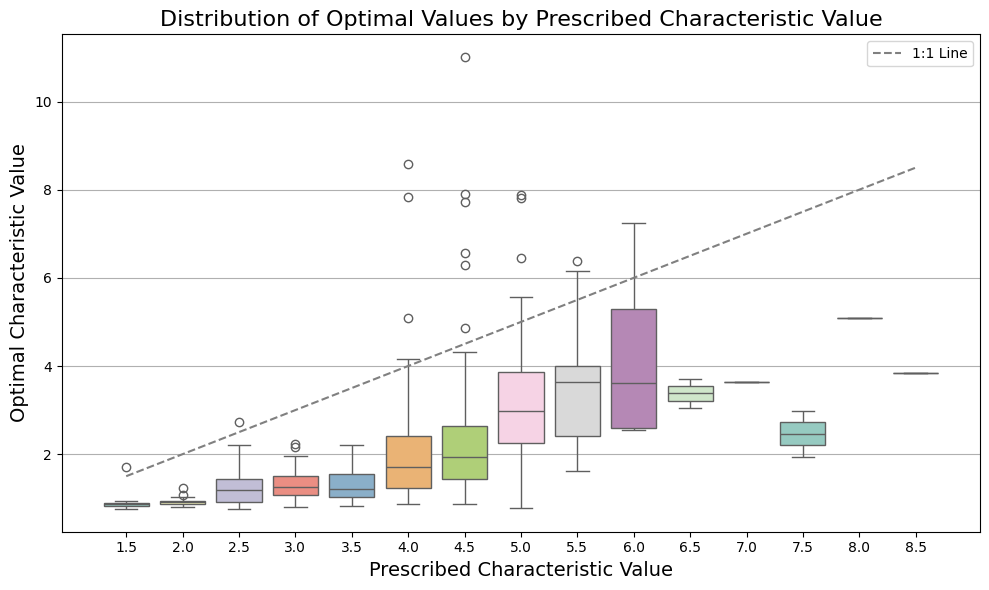 Distribution of Optimal Values by Prescribed Characteristic Value
1:1 Line
Optimal Characteristic Value
10
8
6
4
2
1.5 2.0 2.5 3.0 3.5 4.0 4.5 5.0 5.5 6.0 6.5 7.0 7.5 8.0 8.5
Prescribed Characteristic Value